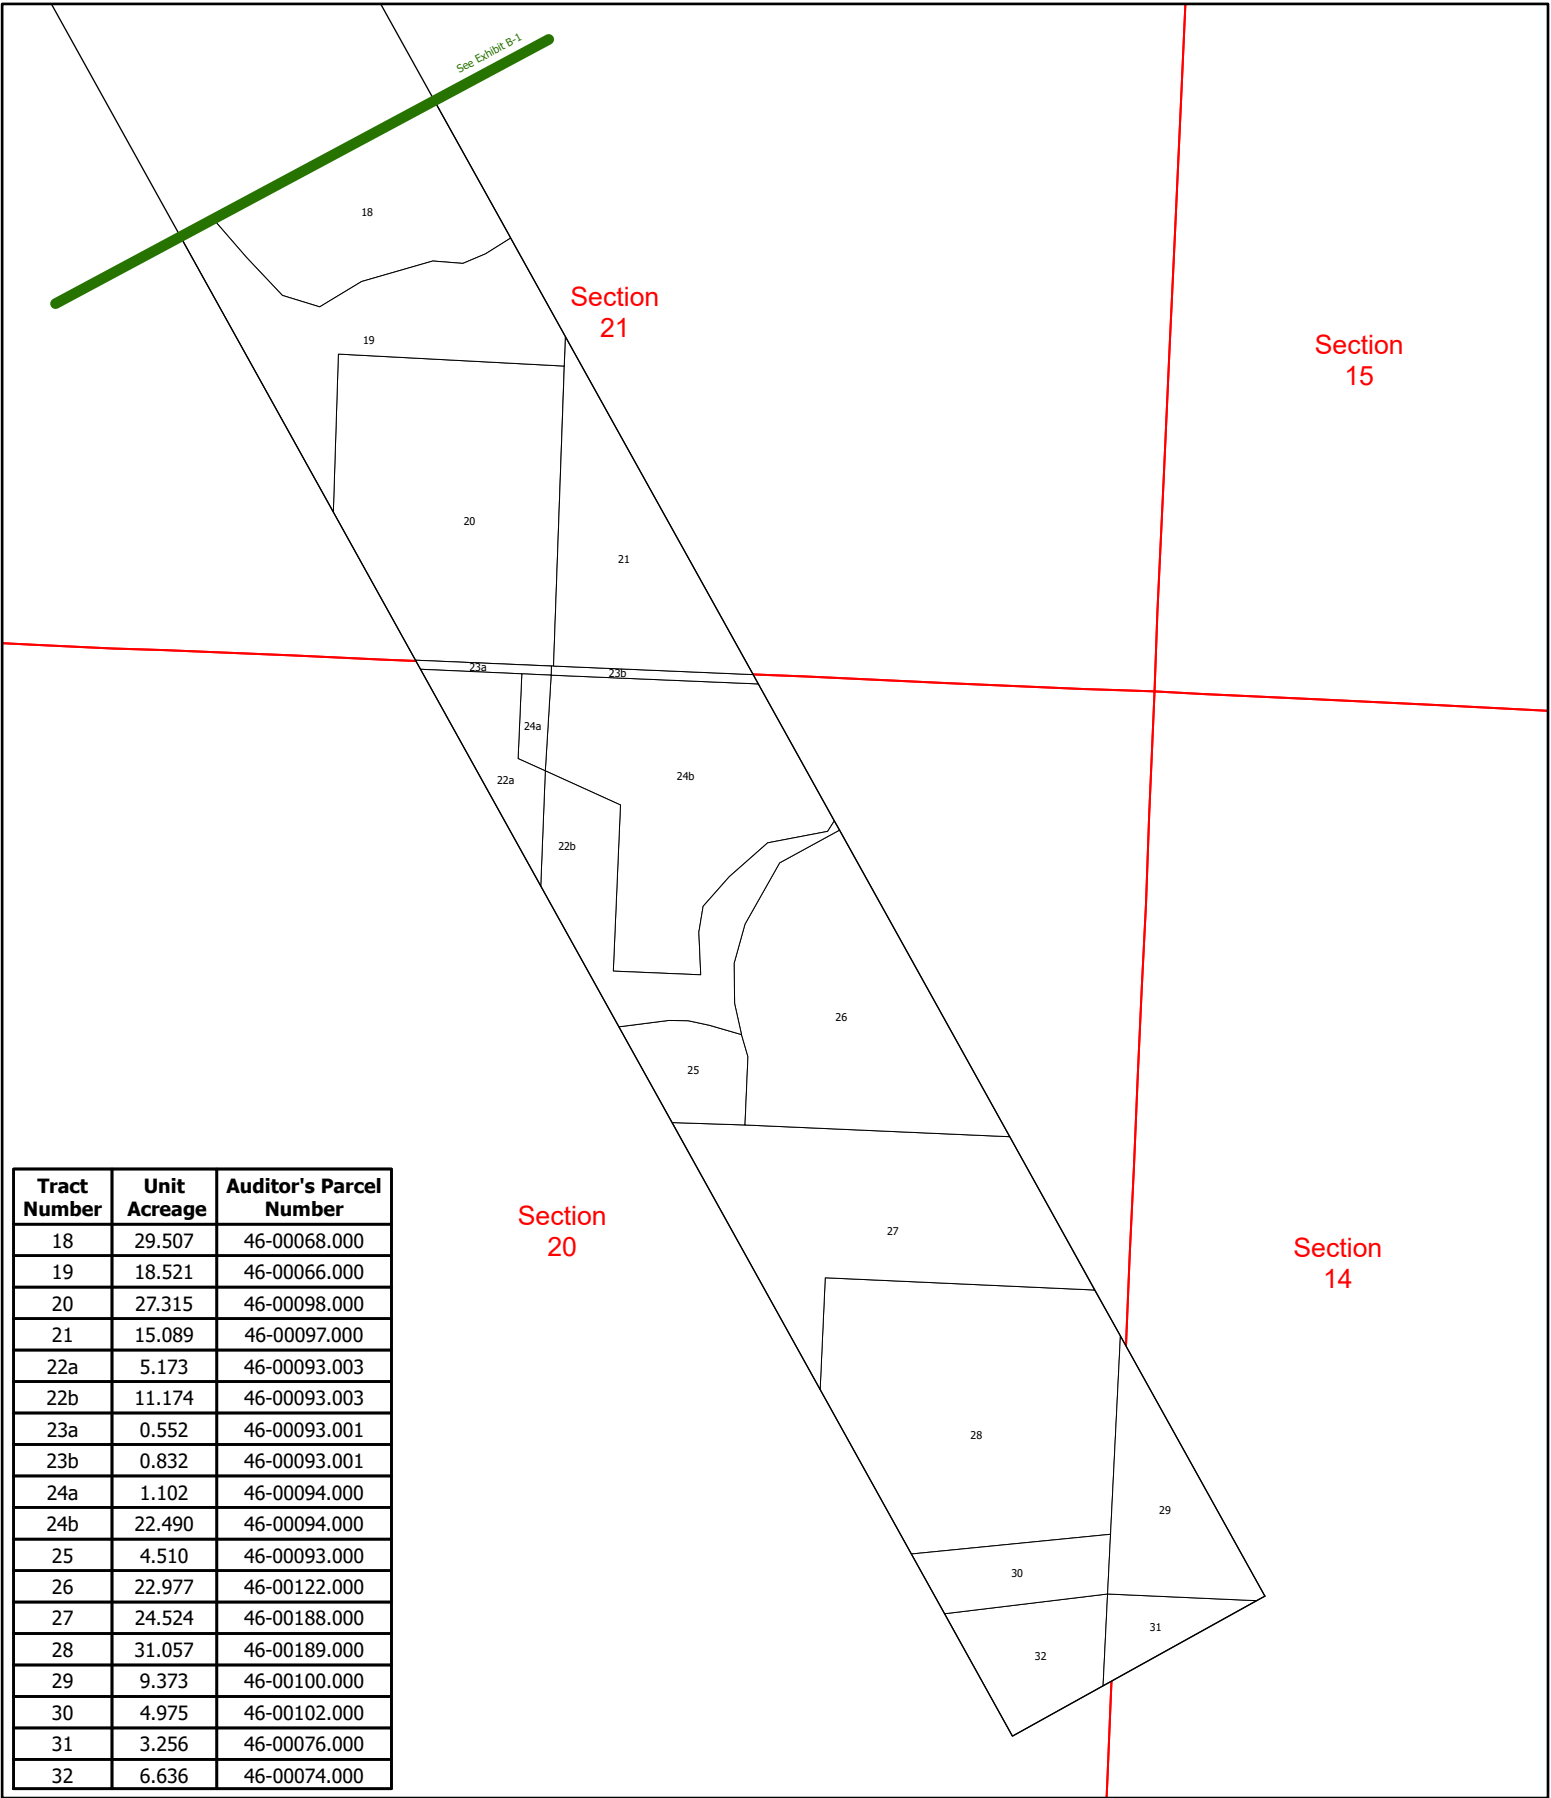 See Exhibit B-1
18
Section
21
19
Section
15
20
21
23a
23b
24a
22a
24b
22b
26
25
Tract Number Unit Acreage Auditor's Parcel Number
18 29.507 46-00068.000
19 18.521 46-00066.000
20 27.315 46-00098.000
21 15.089 46-00097.000
22a 5.173 46-00093.003
22b 11.174 46-00093.003
23a 0.552 46-00093.001
23b 0.832 46-00093.001
24a 1.102 46-00094.000
24b 22.490 46-00094.000
25 4.510 46-00093.000
26 22.977 46-00122.000
27 24.524 46-00188.000
28 31.057 46-00189.000
29 9.373 46-00100.000
30 4.975 46-00102.000
31 3.256 46-00076.000
32 6.636 46-00074.000
Section
20
27
Section
14
28
29
30
31
32